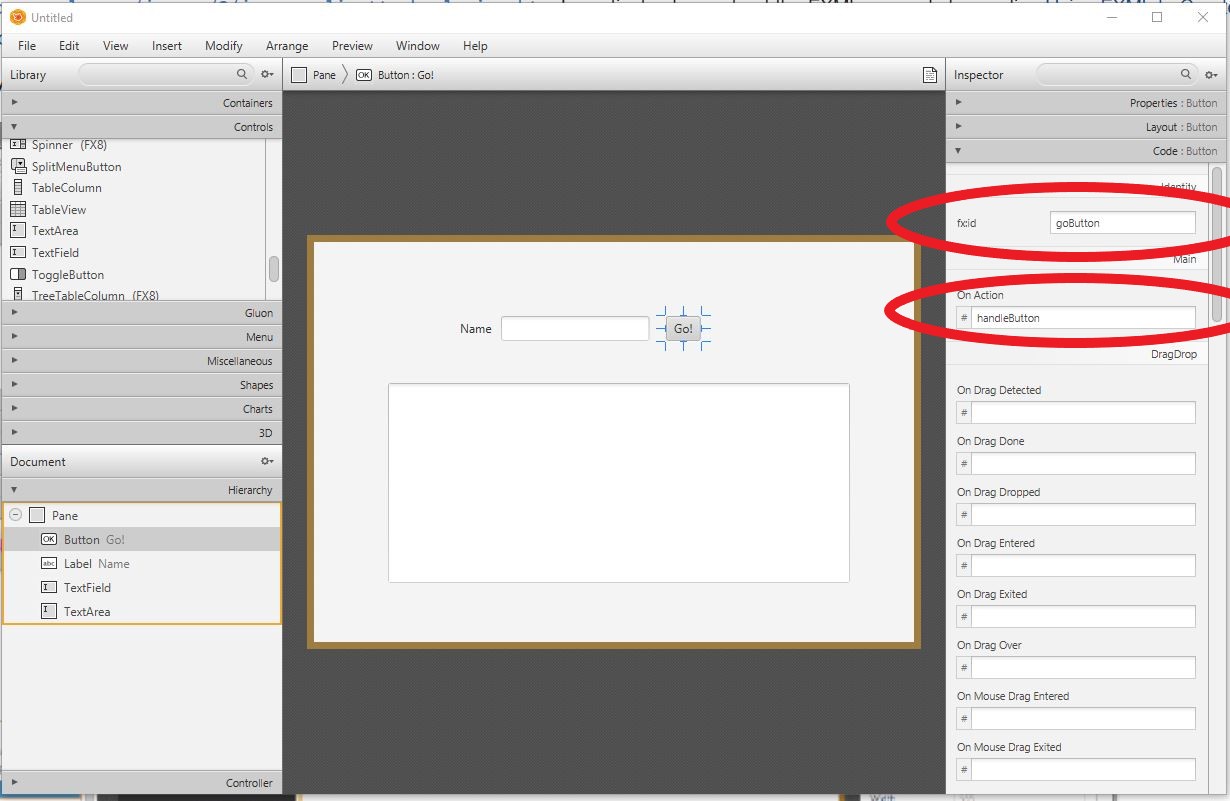 Untitled
File Edit View Insert Modify Arrange Preview Window Help
Library
Pane
OK Button : Go!
Inspector
Containers
Controls
Spinner (FX8)
SplitMenuButton
TableColumn
TableView
TextArea
TextField
ToggleButton
TreeTableColumn (FX8)
Gluon
Menu
Miscellaneous
Shapes
Charts
3D
Document
Hierarchy
Pane
OK Button Go!
abc Label Name
TextField
TextArea
Controller
Name
Go!
Properties : Button
Layout : Button
Code : Button
Identity
fx:id goButton
Main
On Action
# handleButton
DragDrop
On Drag Detected
#
On Drag Done
#
On Drag Dropped
#
On Drag Entered
#
On Drag Exited
#
On Drag Over
#
On Mouse Drag Entered
#
On Mouse Drag Exited
#